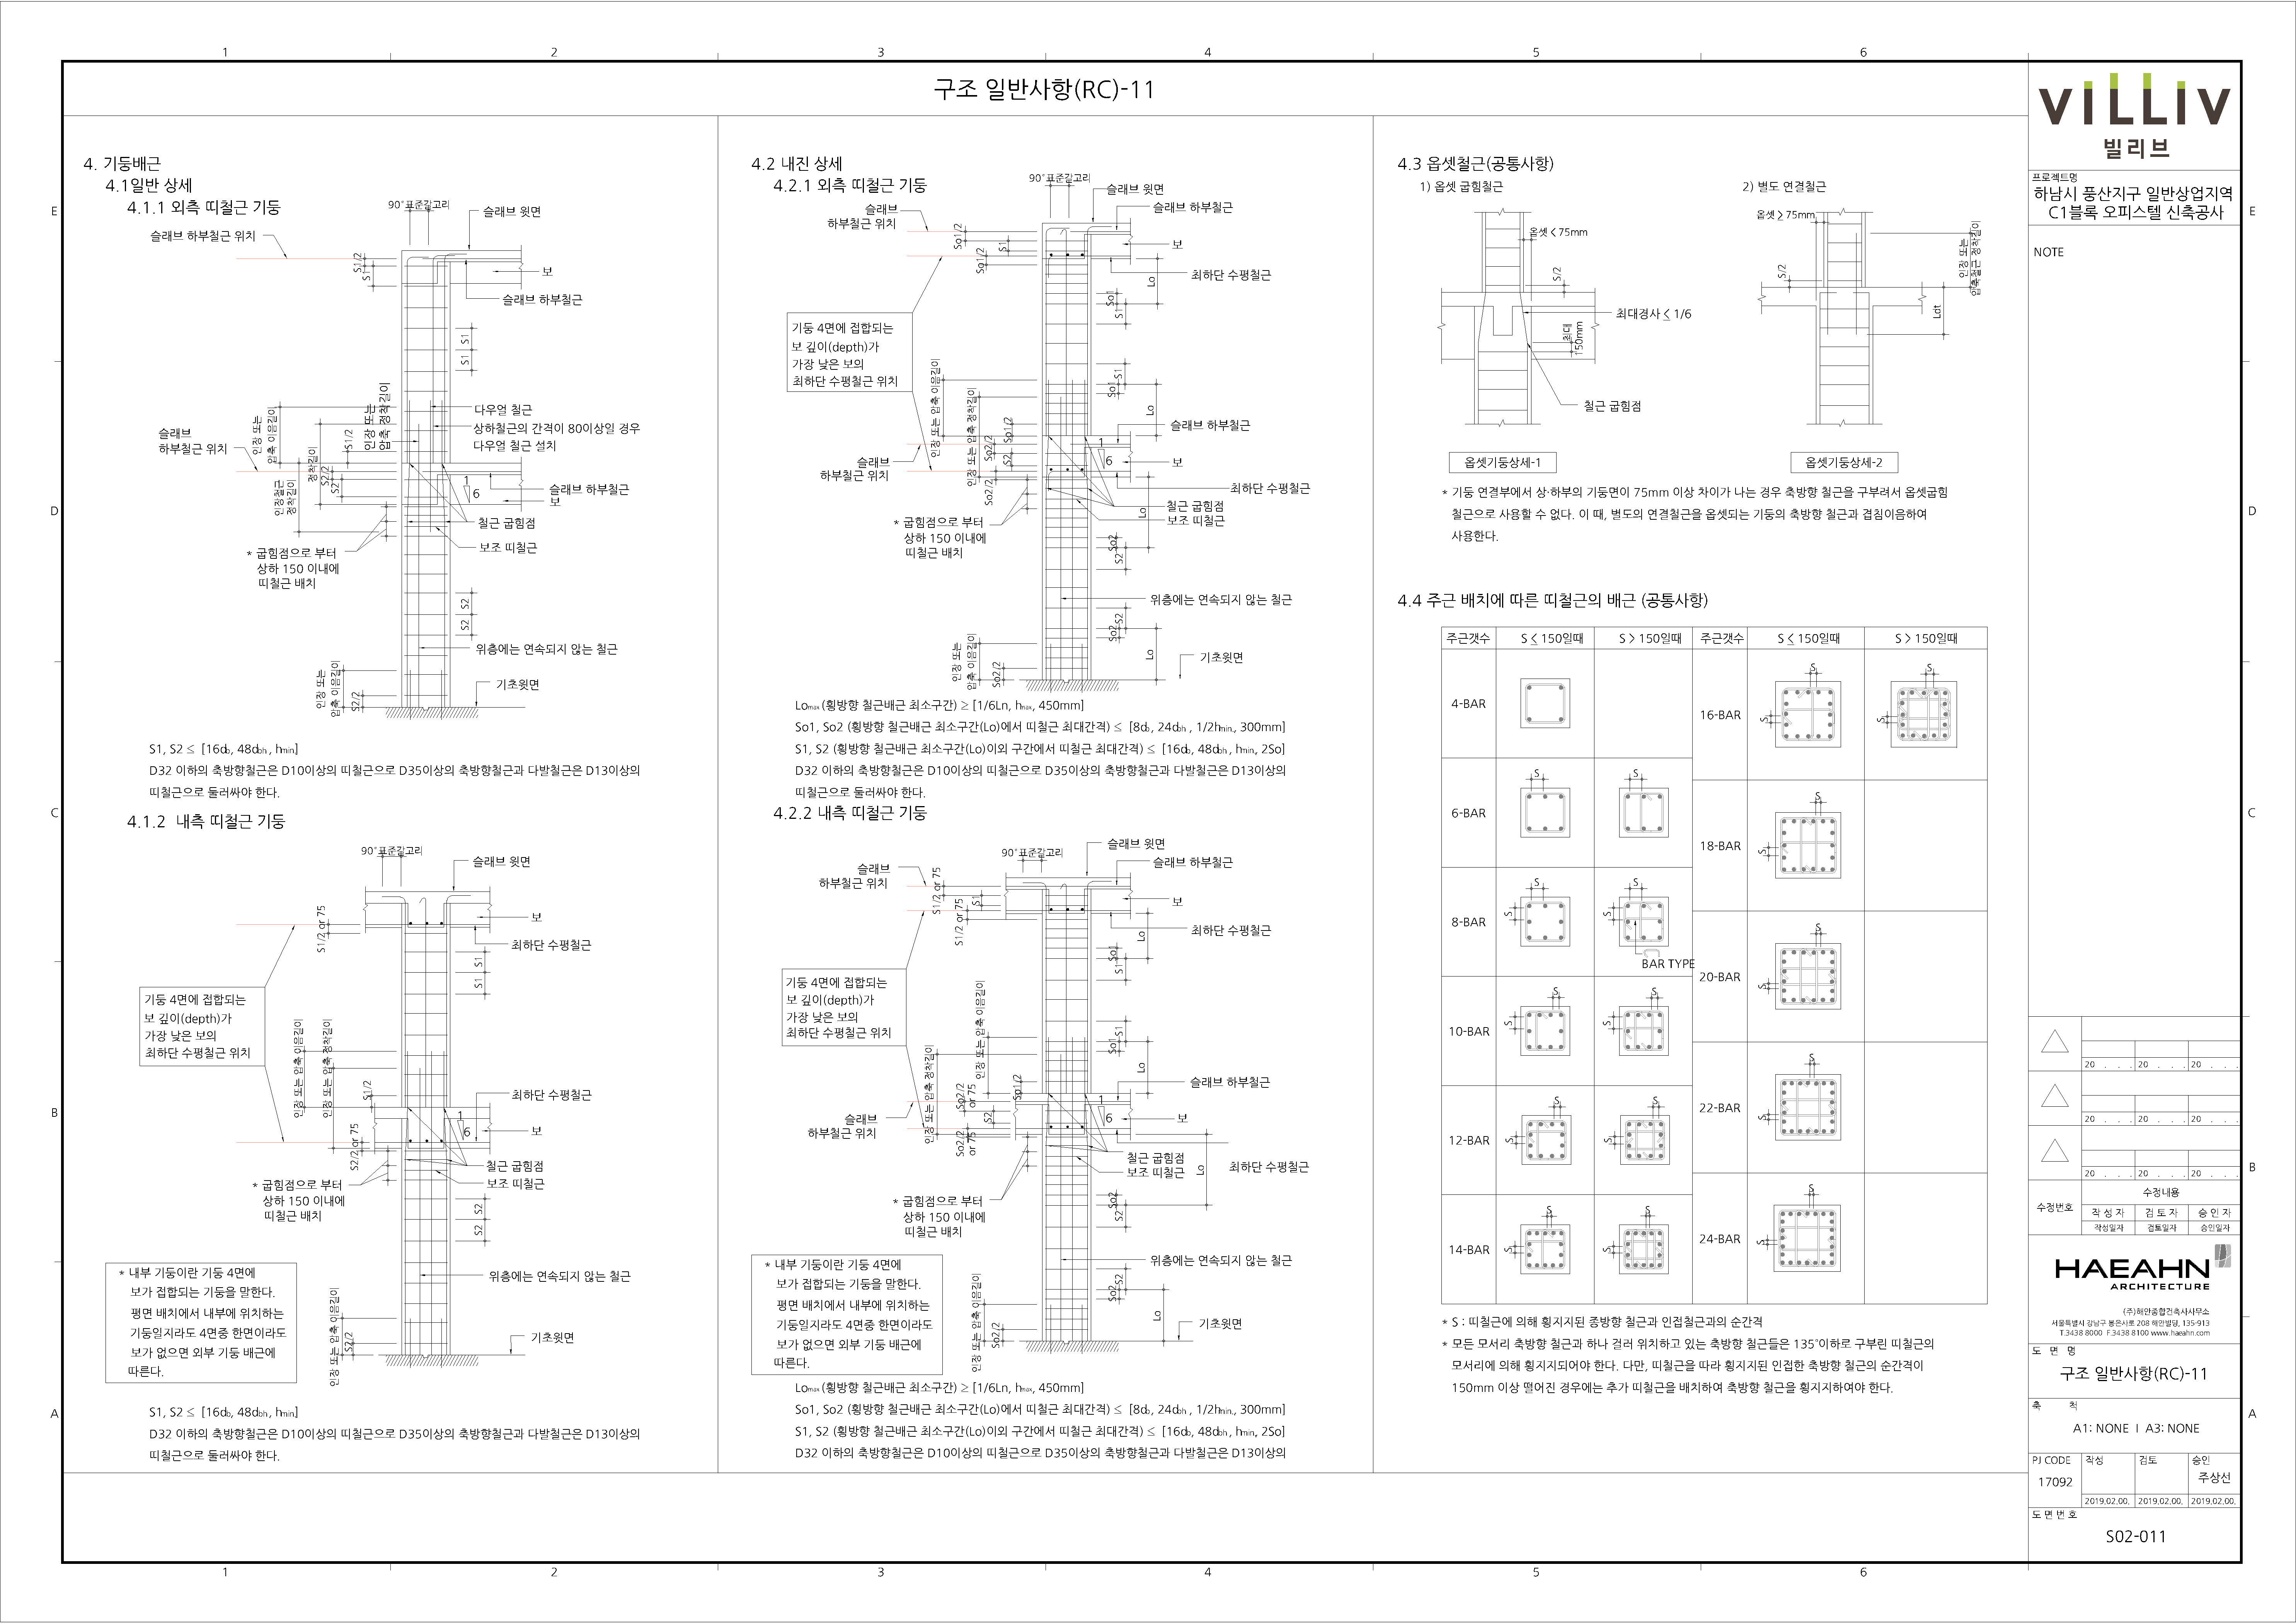 구조 일반사항(RC)-11
4. 기둥배근
4.1일반 상세
4.1.1 외측 띠철근 기둥
90°표준갈고리
슬래브 윗면
슬래브 하부철근 위치
S1/2
S1
보
슬래브 하부철근
S1
S1
인장 또는
압축 이음길이
인장 또는
압축 정착길이
S1/2
다우얼 철근
상하철근의 간격이 80이상일 경우
다우얼 철근 설치
슬래브
하부철근 위치
정착길이
S2/2
S2
인장철근
정착길이
1
6
슬래브 하부철근
보
철근 굽힘점
보조 띠철근
* 굽힘점으로 부터
상하 150 이내에
띠철근 배치
S2
S2
위층에는 연속되지 않는 철근
인장 또는
압축 이음길이
S2/2
기초윗면
S1, S2 ≤ [16db, 48dbh, hmin]
D32 이하의 축방향철근은 D10이상의 띠철근으로 D35이상의 축방향철근과 다발철근은 D13이상의
띠철근으로 둘러싸야 한다.
4.1.2 내측 띠철근 기둥
90°표준갈고리
슬래브 윗면
S1/2 or 75
보
최하단 수평철근
S1
S1
기둥 4면에 접합되는
보 깊이(depth)가
가장 낮은 보의
최하단 수평철근 위치
인장 또는 압축 이음길이
인장 또는 압축 정착길이
S1/2
최하단 수평철근
1
6
보
S2/2 or 75
철근 굽힘점
보조 띠철근
* 굽힘점으로 부터
상하 150 이내에
띠철근 배치
S2
S2
* 내부 기둥이란 기둥 4면에
보가 접합되는 기둥을 말한다.
평면 배치에서 내부에 위치하는
기둥일지라도 4면중 한면이라도
보가 없으면 외부 기둥 배근에
따른다.
위층에는 연속되지 않는 철근
인장 또는 압축 이음길이
S2/2
기초윗면
S1, S2 ≤ [16db, 48dbh, hmin]
D32 이하의 축방향철근은 D10이상의 띠철근으로 D35이상의 축방향철근과 다발철근은 D13이상의
띠철근으로 둘러싸야 한다.
4.2 내진 상세
4.2.1 외측 띠철근 기둥
90°표준갈고리
슬래브 윗면
슬래브
하부철근 위치
슬래브 하부철근
So1/2
S1
So1/2
보
최하단 수평철근
Lo
So1
S1
기둥 4면에 접합되는
보 깊이(depth)가
가장 낮은 보의
최하단 수평철근 위치
인장 또는 압축 이음길이
인장 또는 압축 정착길이
S1
So1
Lo
So1/2
So2/2
S2
슬래브 하부철근
1
6
보
슬래브
하부철근 위치
So2/2
최하단 수평철근
철근 굽힘점
보조 띠철근
* 굽힘점으로 부터
상하 150 이내에
띠철근 배치
Lo
So2
S2
위층에는 연속되지 않는 철근
S2
So2
Lo
인장 또는
압축 이음길이
So2/2
기초윗면
Lomax (횡방향 철근배근 최소구간) ≥ [1/6Ln, hmax, 450mm]
So1, So2 (횡방향 철근배근 최소구간(Lo)에서 띠철근 최대간격) ≤ [8db, 24dbh , 1/2hmin., 300mm]
S1, S2 (횡방향 철근배근 최소구간(Lo)이외 구간에서 띠철근 최대간격) ≤ [16db, 48dbh, hmin, 2So]
D32 이하의 축방향철근은 D10이상의 띠철근으로 D35이상의 축방향철근과 다발철근은 D13이상의
띠철근으로 둘러싸야 한다.
4.2.2 내측 띠철근 기둥
90°표준갈고리
슬래브 윗면
슬래브
하부철근 위치
슬래브 하부철근
S1/2 or 75
S1
S1/2 or 75
보
최하단 수평철근
Lo
So1
S1
기둥 4면에 접합되는
보 깊이(depth)가
가장 낮은 보의
최하단 수평철근 위치
인장 또는 압축 이음길이
인장 또는 압축 정착길이
S1
So1
Lo
So1/2
So2/2
or 75
S2
So2/2
or 75
슬래브 하부철근
1
6
보
슬래브
하부철근 위치
철근 굽힘점
보조 띠철근
최하단 수평철근
Lo
* 굽힘점으로 부터
상하 150 이내에
띠철근 배치
So2
S2
* 내부 기둥이란 기둥 4면에
보가 접합되는 기둥을 말한다.
평면 배치에서 내부에 위치하는
기둥일지라도 4면중 한면이라도
보가 없으면 외부 기둥 배근에
따른다.
위층에는 연속되지 않는 철근
S2
So2
Lo
인장 또는 압축 이음길이
So2/2
기초윗면
Lomax (횡방향 철근배근 최소구간) ≥ [1/6Ln, hmax, 450mm]
So1, So2 (횡방향 철근배근 최소구간(Lo)에서 띠철근 최대간격) ≤ [8db, 24dbh , 1/2hmin., 300mm]
S1, S2 (횡방향 철근배근 최소구간(Lo)이외 구간에서 띠철근 최대간격) ≤ [16db, 48dbh, hmin, 2So]
D32 이하의 축방향철근은 D10이상의 띠철근으로 D35이상의 축방향철근과 다발철근은 D13이상의
4.3 옵셋철근(공통사항)
1) 옵셋 굽힘철근
2) 별도 연결철근
옵셋 < 75mm
S/2
최대경사 ≤ 1/6
최대
150mm
철근 굽힘점
옵셋기둥상세-1
옵셋 ≥ 75mm
S/2
인장 또는
압축철근 정착길이
Ldt
옵셋기둥상세-2
* 기둥 연결부에서 상·하부의 기둥면이 75mm 이상 차이가 나는 경우 축방향 철근을 구부려서 옵셋굽힘
철근으로 사용할 수 없다. 이 때, 별도의 연결철근을 옵셋되는 기둥의 축방향 철근과 겹침이음하여
사용한다.
4.4 주근 배치에 따른 띠철근의 배근 (공통사항)
주근갯수 S ≤ 150일때 S > 150일때 주근갯수 S ≤ 150일때 S > 150일때
4-BAR
6-BAR
8-BAR
BAR TYPE
10-BAR
12-BAR
14-BAR
16-BAR
18-BAR
20-BAR
22-BAR
24-BAR
* S : 띠철근에 의해 횡지지된 종방향 철근과 인접철근과의 순간격
* 모든 모서리 축방향 철근과 하나 걸러 위치하고 있는 축방향 철근들은 135°이하로 구부린 띠철근의
모서리에 의해 횡지지되어야 한다. 다만, 띠철근을 따라 횡지지된 인접한 축방향 철근의 순간격이
150mm 이상 떨어진 경우에는 추가 띠철근을 배치하여 축방향 철근을 횡지지하여야 한다.
VILLIV
빌리브
프로젝트명
하남시 풍산지구 일반상업지역
C1블록 오피스텔 신축공사
NOTE
20 . . . 20 . . . 20 . . .
20 . . . 20 . . . 20 . . .
20 . . . 20 . . . 20 . . .
수정번호
수정내용
작 성 자 검 토 자 승 인 자
작성일자 검토일자 승인일자
HAEAHN
ARCHITECTURE
(주)해안종합건축사사무소
서울특별시 강남구 봉은사로 208 해안빌딩, 135-913
T.3438 8000 F.3438 8100 www.haeahn.com
도 면 명
구조 일반사항(RC)-11
축 척
A1: NONE I A3: NONE
PJ CODE 작성 검토 승인
17092 주상선
2019.02.00. 2019.02.00. 2019.02.00.
도 면 번 호
S02-011